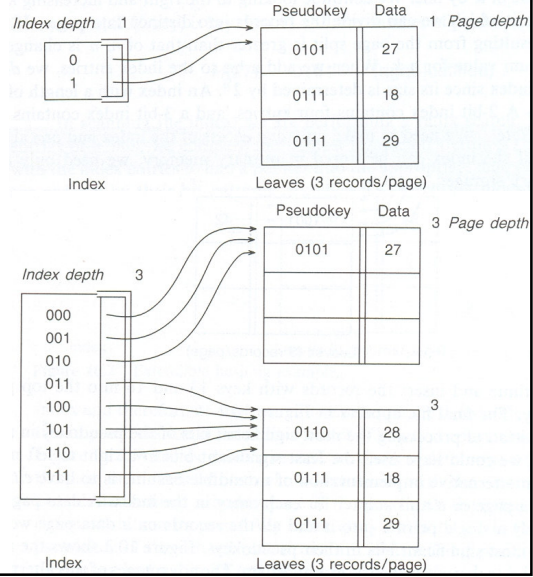 Pseudokey Data
Index depth
Page depth
0
1
0101 27
0111 18
0111 29
Index
Leaves (3 records/page)
Pseudokey Data
3 Page depth
0101 27
Index depth 3
000
001
010
011
100
101
110
111
3
0110 28
0111 18
0111 29
Index
Leaves (3 records/page)